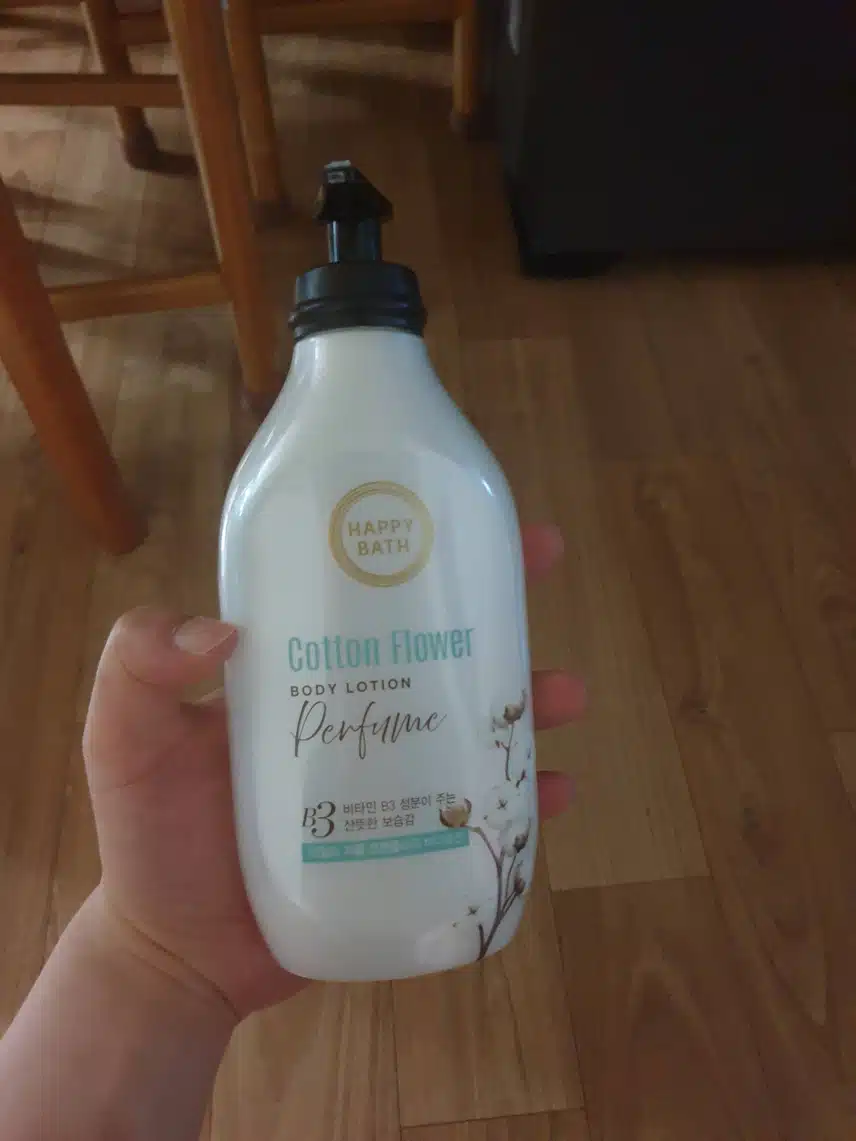 HAPPY
BATH
Cotton Flower
BODY LOTION
Perfume
B3 비타민 B3 성분이 주는
산뜻한 보습감